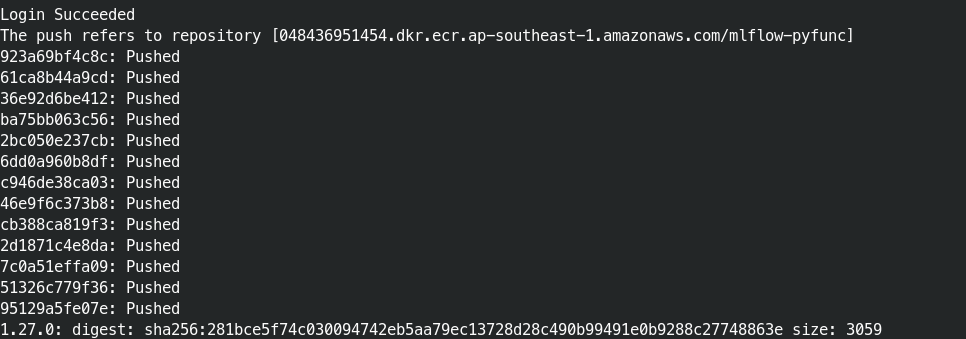 Login Succeeded
The push refers to repository [048436951454.dkr.ecr.ap-southeast-1.amazonaws.com/mlflow-pyfunc]
923a69bf4c8c: Pushed
61ca8b44a9cd: Pushed
36e92d6be412: Pushed
ba75bb063c56: Pushed
2bc050e237cb: Pushed
6dd0a960b8df: Pushed
c946de38ca03: Pushed
46e9f6c373b8: Pushed
cb388ca819f3: Pushed
2d1871c4e8da: Pushed
7c0a51effa09: Pushed
51326c779f36: Pushed
95129a5fe07e: Pushed
1.27.0: digest: sha256:281bce5f74c030094742eb5aa79ec13728d28c490b99491e0b9288c27748863e size: 3059